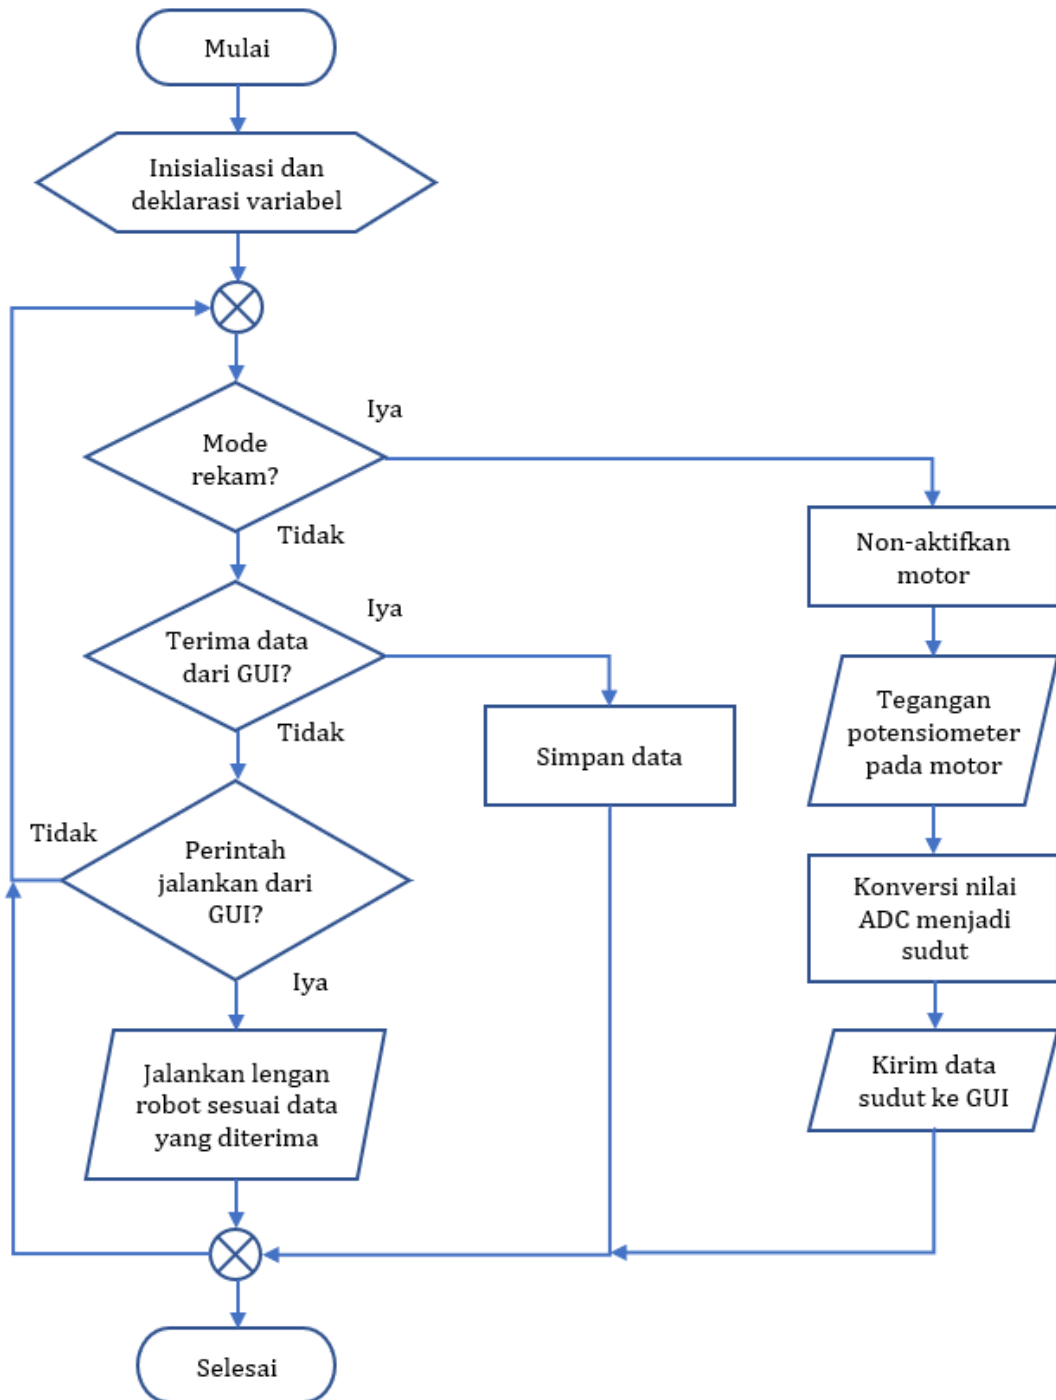 Mulai
Inisialisasi dan
deklarasi variabel
Mode
rekam?
Iya
Tidak
Non-aktifkan
motor
Terima data
dari GUI?
Iya
Tidak
Simpan data
Tegangan
potensiometer
pada motor
Perintah
jalankan dari
GUI?
Tidak
Iya
Konversi nilai
ADC menjadi
sudut
Jalankan lengan
robot sesuai data
yang diterima
Kirim data
sudut ke GUI
Selesai